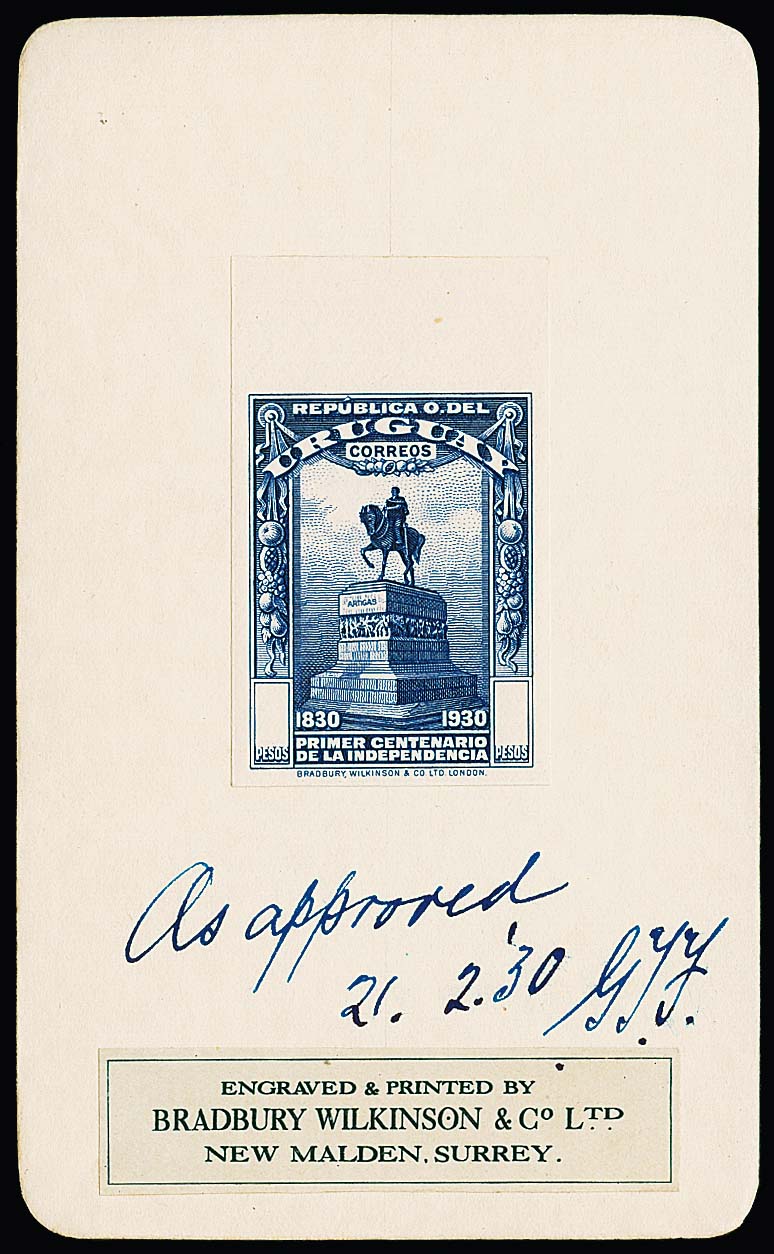 REPÚBLICA O. DEL
URUGUAY
CORREOS
ARTIGAS
1830 1930
PESOS PRIMER CENTENARIO PESOS
DE LA INDEPENDENCIA
BRADBURY, WILKINSON & CO LTD. LONDON.
As approved
21. 2.'30
ENGRAVED & PRINTED BY
BRADBURY WILKINSON & Cº LTD
NEW MALDEN, SURREY.